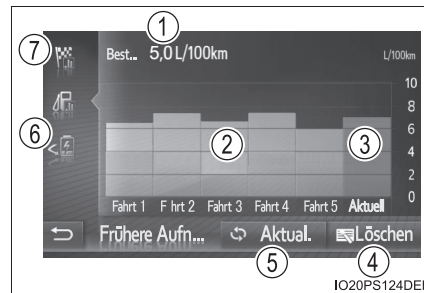 1
7
Best... 5,0 L/100km
L/100km
10
8
6
4
2
0
6
2
3
Fahrt 1 F hrt 2 Fahrt 3 Fahrt 4 Fahrt 5 Aktuell
Frühere Aufn... Aktual. Löschen
5
4
IO20PS124DEI